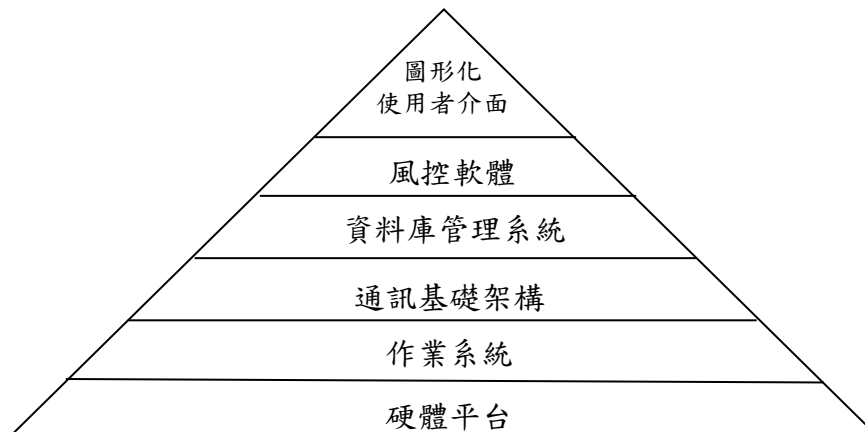 圖形化
使用者介面
風控軟體
資料庫管理系統
通訊基礎架構
作業系統
硬體平台